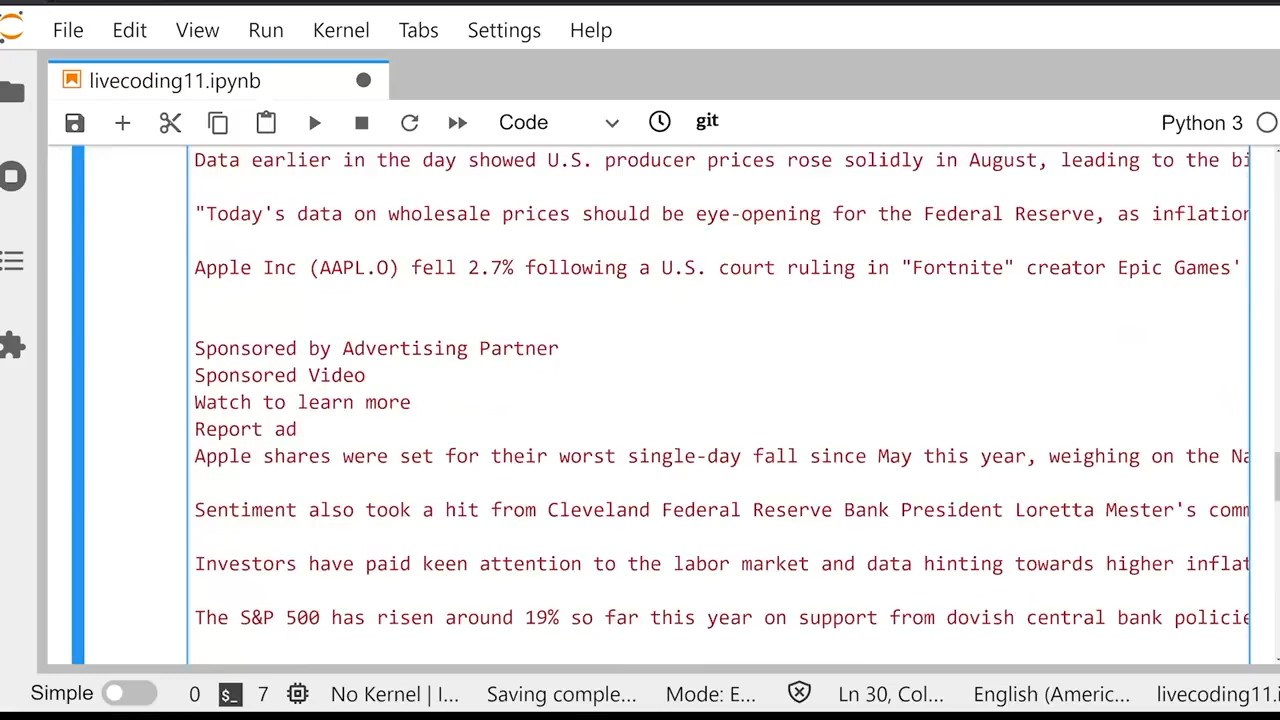 File Edit View Run Kernel Tabs Settings Help
livecoding11.ipynb
Code git Python 3
Data earlier in the day showed U.S. producer prices rose solidly in August, leading to the bi
"Today's data on wholesale prices should be eye-opening for the Federal Reserve, as inflation
Apple Inc (AAPL.O) fell 2.7% following a U.S. court ruling in "Fortnite" creator Epic Games'
Sponsored by Advertising Partner
Sponsored Video
Watch to learn more
Report ad
Apple shares were set for their worst single-day fall since May this year, weighing on the Na
Sentiment also took a hit from Cleveland Federal Reserve Bank President Loretta Mester's comm
Investors have paid keen attention to the labor market and data hinting towards higher inflat
The S&P 500 has risen around 19% so far this year on support from dovish central bank policie
Simple 0 $_ 7 No Kernel | I... Saving comple... Mode: E... Ln 30, Col... English (Americ... livecoding11.i